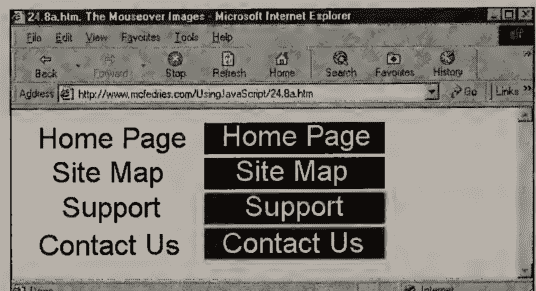 24.8a.htm. The Mouseover Images - Microsoft Internet Explorer
File Edit View Favorites Tools Help
Back Forward Stop Refresh Home Search Favorites History
Address http://www.mcfedries.com/UsingJavaScript/24.8a.htm Go Links »
Home Page Home Page
Site Map Site Map
Support Support
Contact Us Contact Us
Internet